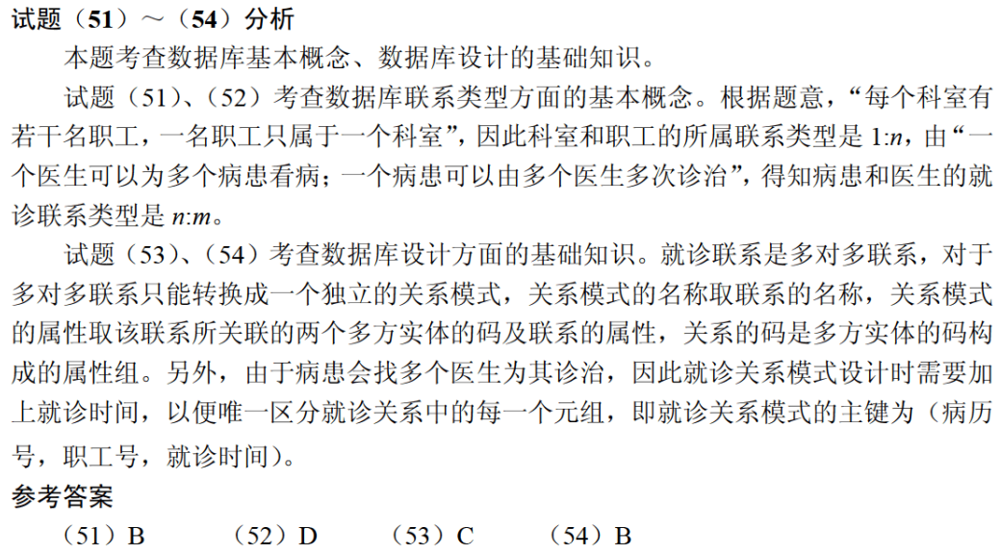 试题（51）～（54）分析
本题考查数据库基本概念、数据库设计的基础知识。
试题（51）、（52）考查数据库联系类型方面的基本概念。根据题意，“每个科室有
若干名职工，一名职工只属于一个科室”，因此科室和职工的所属联系类型是 1:n，由“一
个医生可以为多个病患看病；一个病患可以由多个医生多次诊治”，得知病患和医生的就
诊联系类型是 n:m。
试题（53）、（54）考查数据库设计方面的基础知识。就诊联系是多对多联系，对于
多对多联系只能转换成一个独立的关系模式，关系模式的名称取联系的名称，关系模式
的属性取该联系所关联的两个多方实体的码及联系的属性，关系的码是多方实体的码构
成的属性组。另外，由于病患会找多个医生为其诊治，因此就诊关系模式设计时需要加
上就诊时间，以便唯一区分就诊关系中的每一个元组，即就诊关系模式的主键为（病历
号，职工号，就诊时间）。
参考答案
（51）B （52）D （53）C （54）B